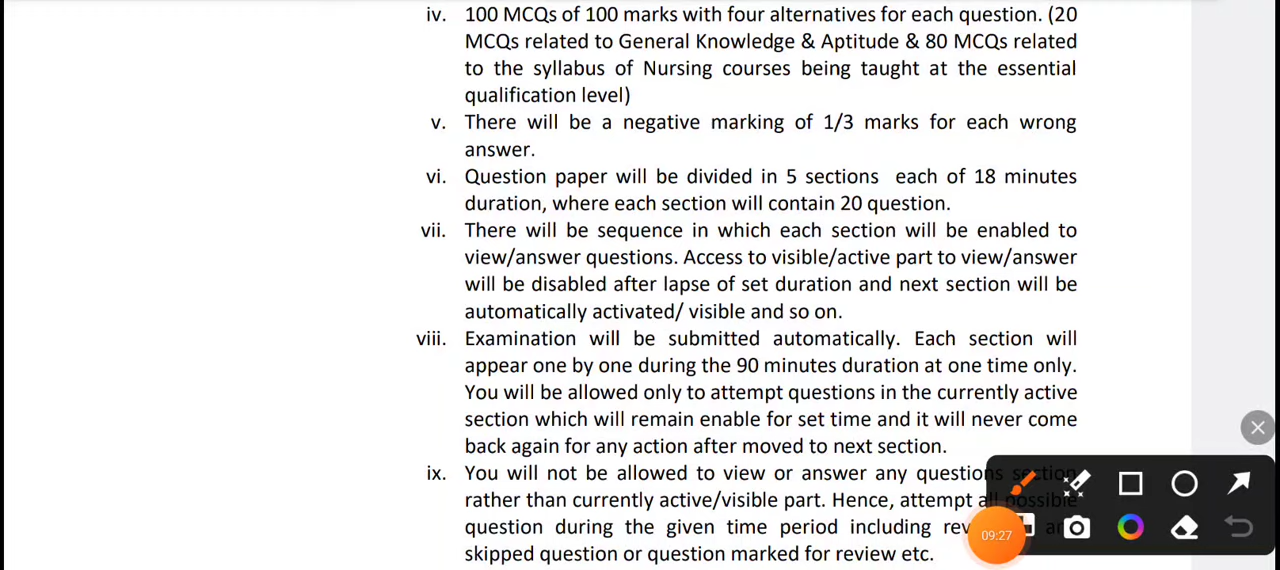 iv. 100 MCQs of 100 marks with four alternatives for each question. (20
MCQs related to General Knowledge & Aptitude & 80 MCQs related
to the syllabus of Nursing courses being taught at the essential
qualification level)
v. There will be a negative marking of 1/3 marks for each wrong
answer.
vi. Question paper will be divided in 5 sections each of 18 minutes
duration, where each section will contain 20 question.
vii. There will be sequence in which each section will be enabled to
view/answer questions. Access to visible/active part to view/answer
will be disabled after lapse of set duration and next section will be
automatically activated/ visible and so on.
viii. Examination will be submitted automatically. Each section will
appear one by one during the 90 minutes duration at one time only.
You will be allowed only to attempt questions in the currently active
section which will remain enable for set time and it will never come
back again for any action after moved to next section.
ix. You will not be allowed to view or answer any questions section
rather than currently active/visible part. Hence, attempt all possible
question during the given time period including
skipped question or question marked for review etc.
09:27